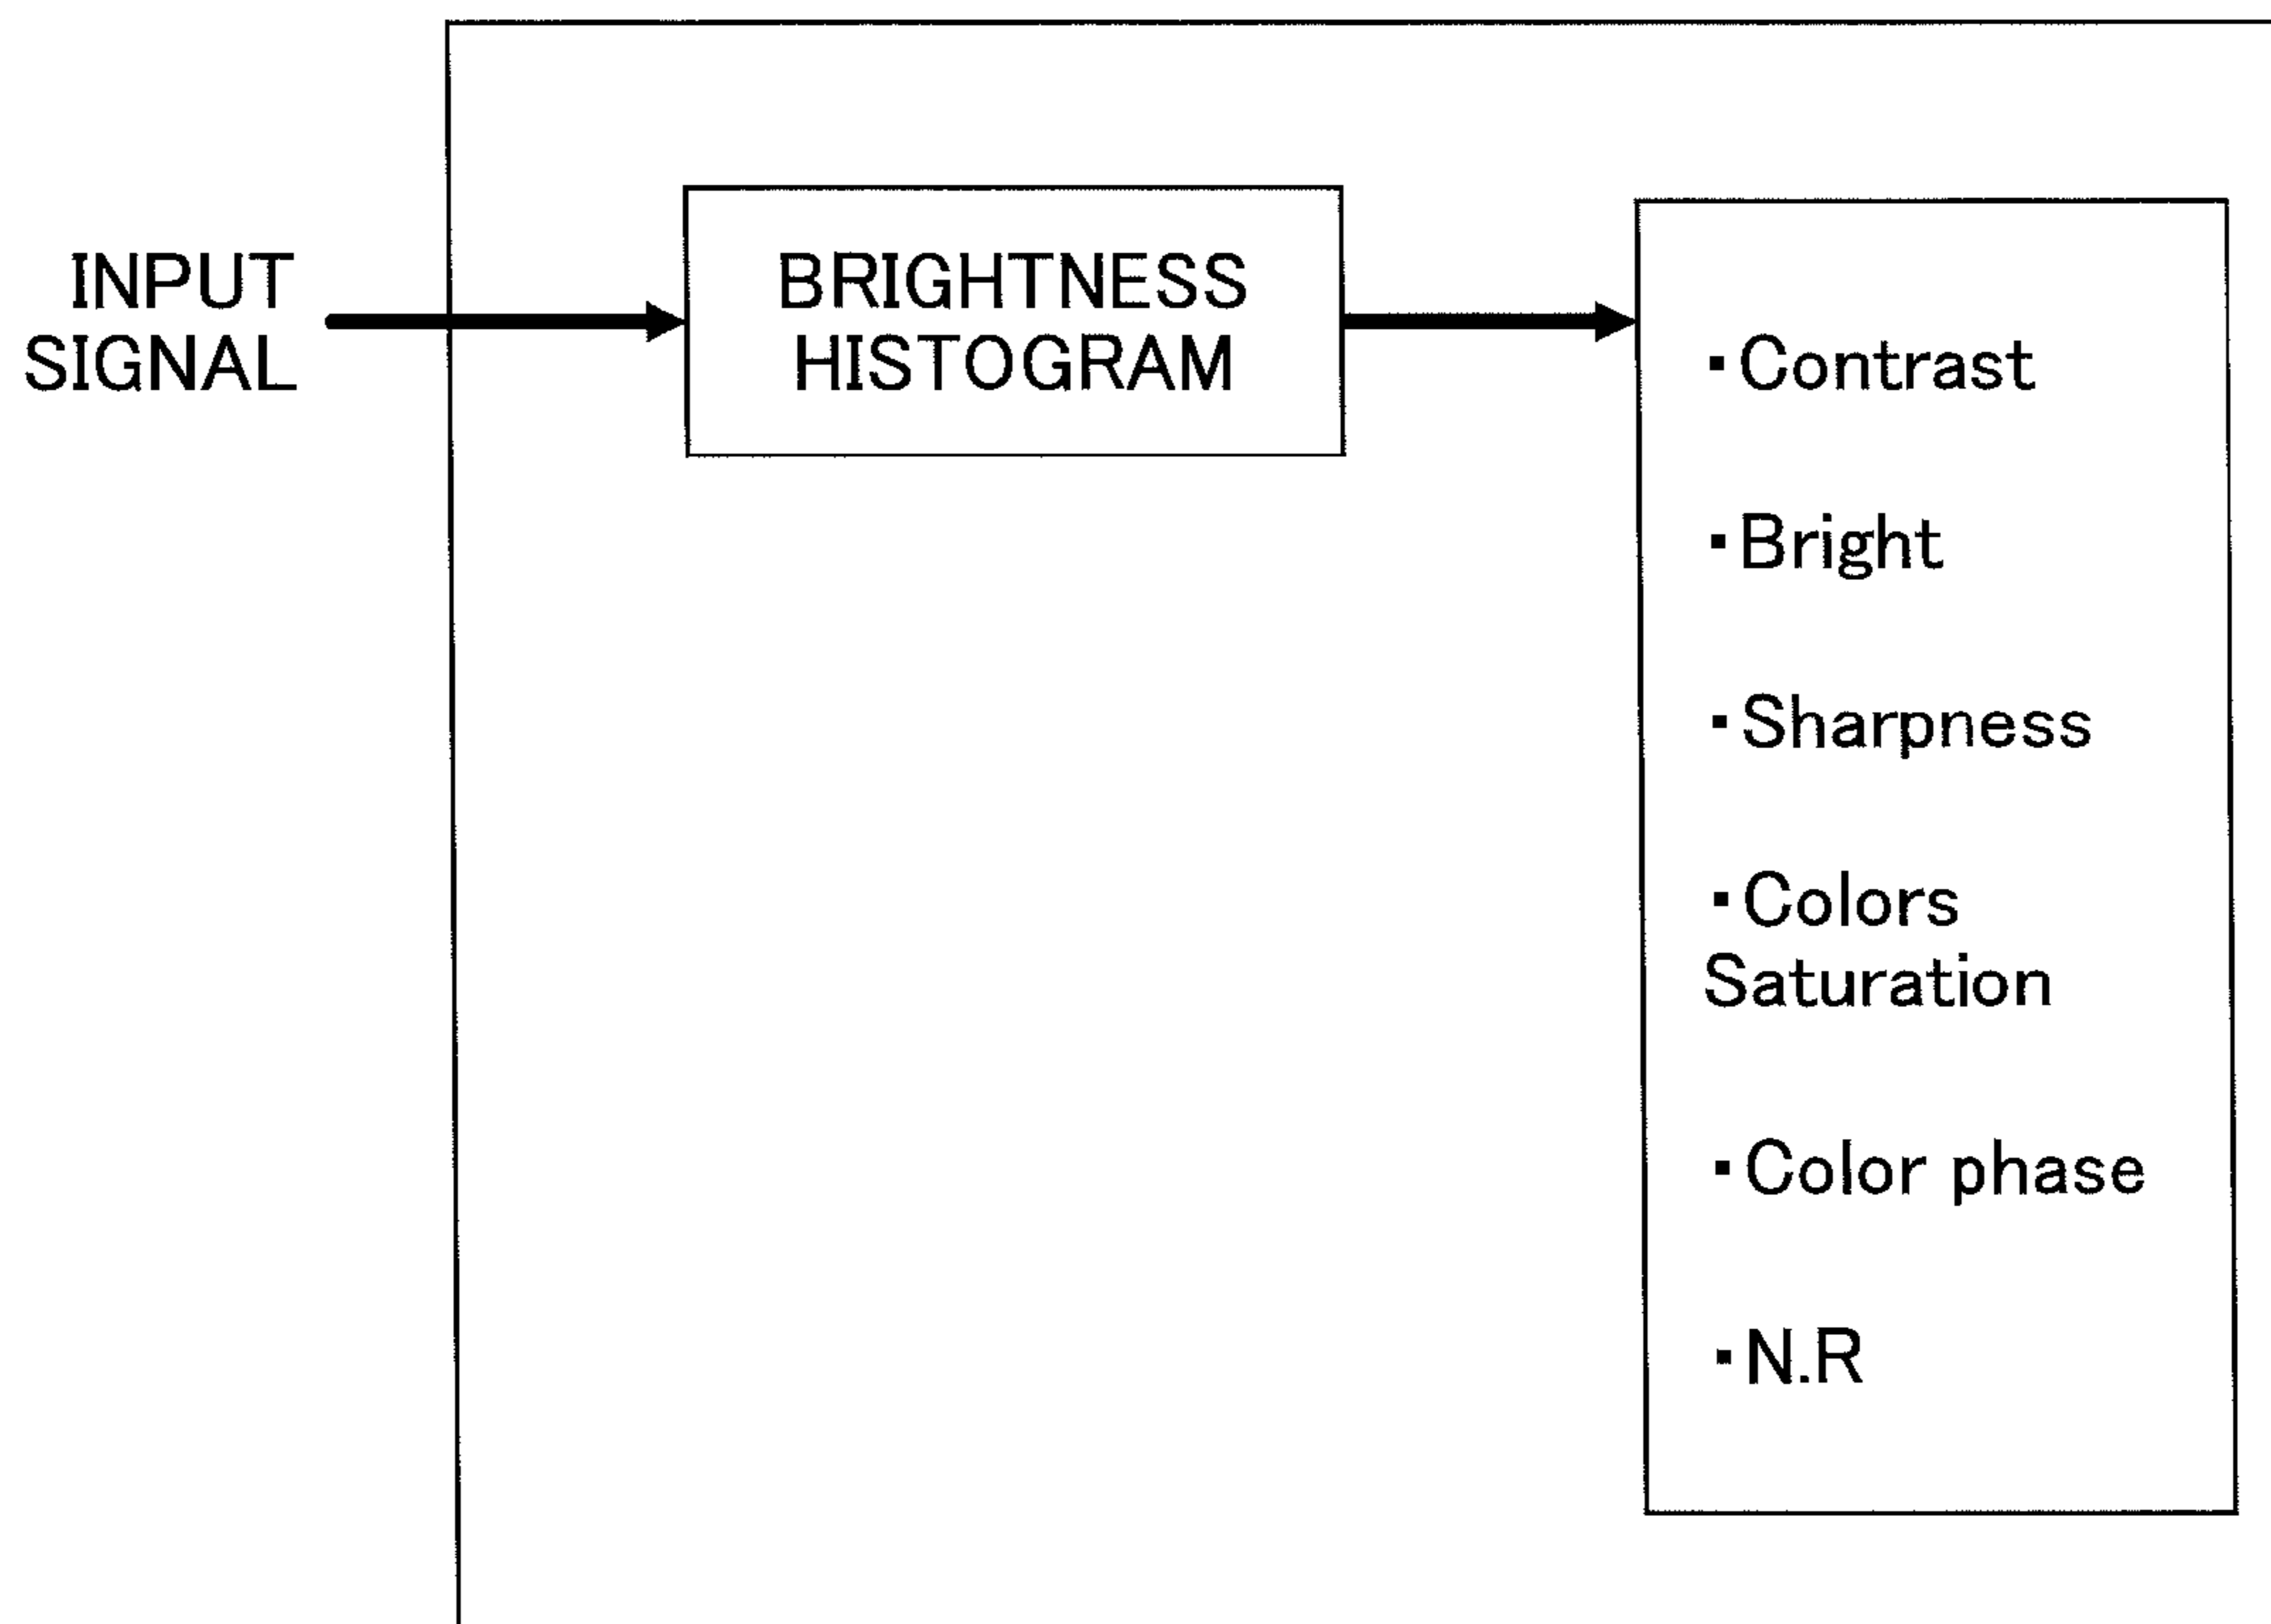 INPUT
SIGNAL
BRIGHTNESS
HISTOGRAM
・Contrast
・Bright
・Sharpness
・Colors
Saturation
・Color phase
・N.R